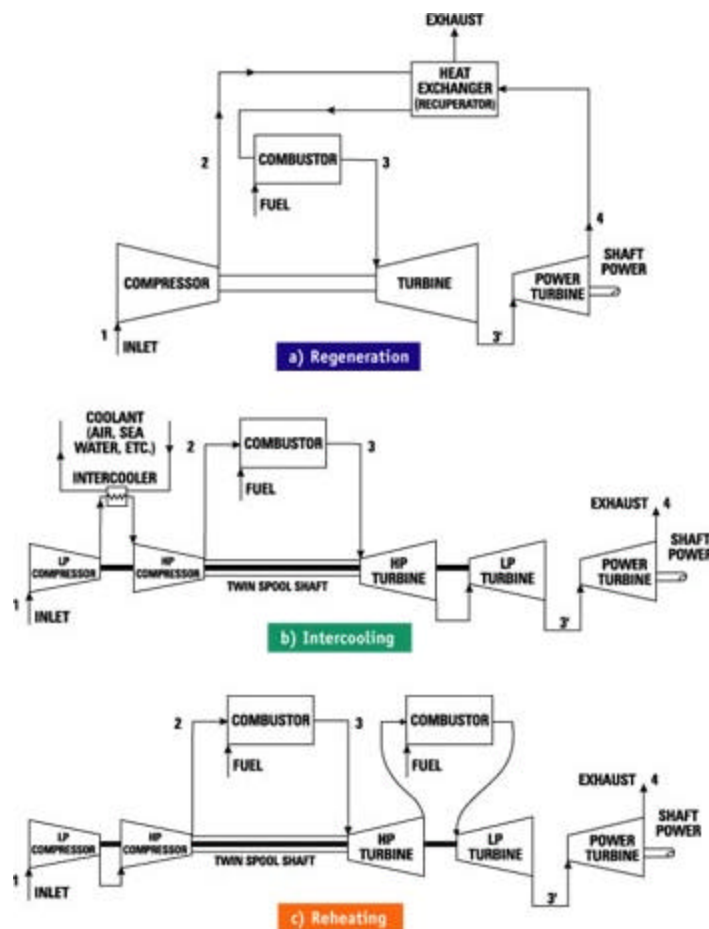 EXHAUST
HEAT
EXCHANGER
(RECUPERATOR)
2
COMBUSTOR
3
FUEL
4
SHAFT
POWER
COMPRESSOR
TURBINE
POWER
TURBINE
1
INLET
3'
a) Regeneration
COOLANT
(AIR, SEA
WATER, ETC.)
INTERCOOLER
2
COMBUSTOR
3
FUEL
EXHAUST
4
SHAFT
POWER
LP
COMPRESSOR
HP
COMPRESSOR
TWIN SPOOL SHAFT
HP
TURBINE
LP
TURBINE
POWER
TURBINE
1
INLET
3'
b) Intercooling
2
COMBUSTOR
3
COMBUSTOR
FUEL
FUEL
EXHAUST
4
SHAFT
POWER
LP
COMPRESSOR
HP
COMPRESSOR
TWIN SPOOL SHAFT
HP
TURBINE
LP
TURBINE
POWER
TURBINE
1
INLET
3'
c) Reheating